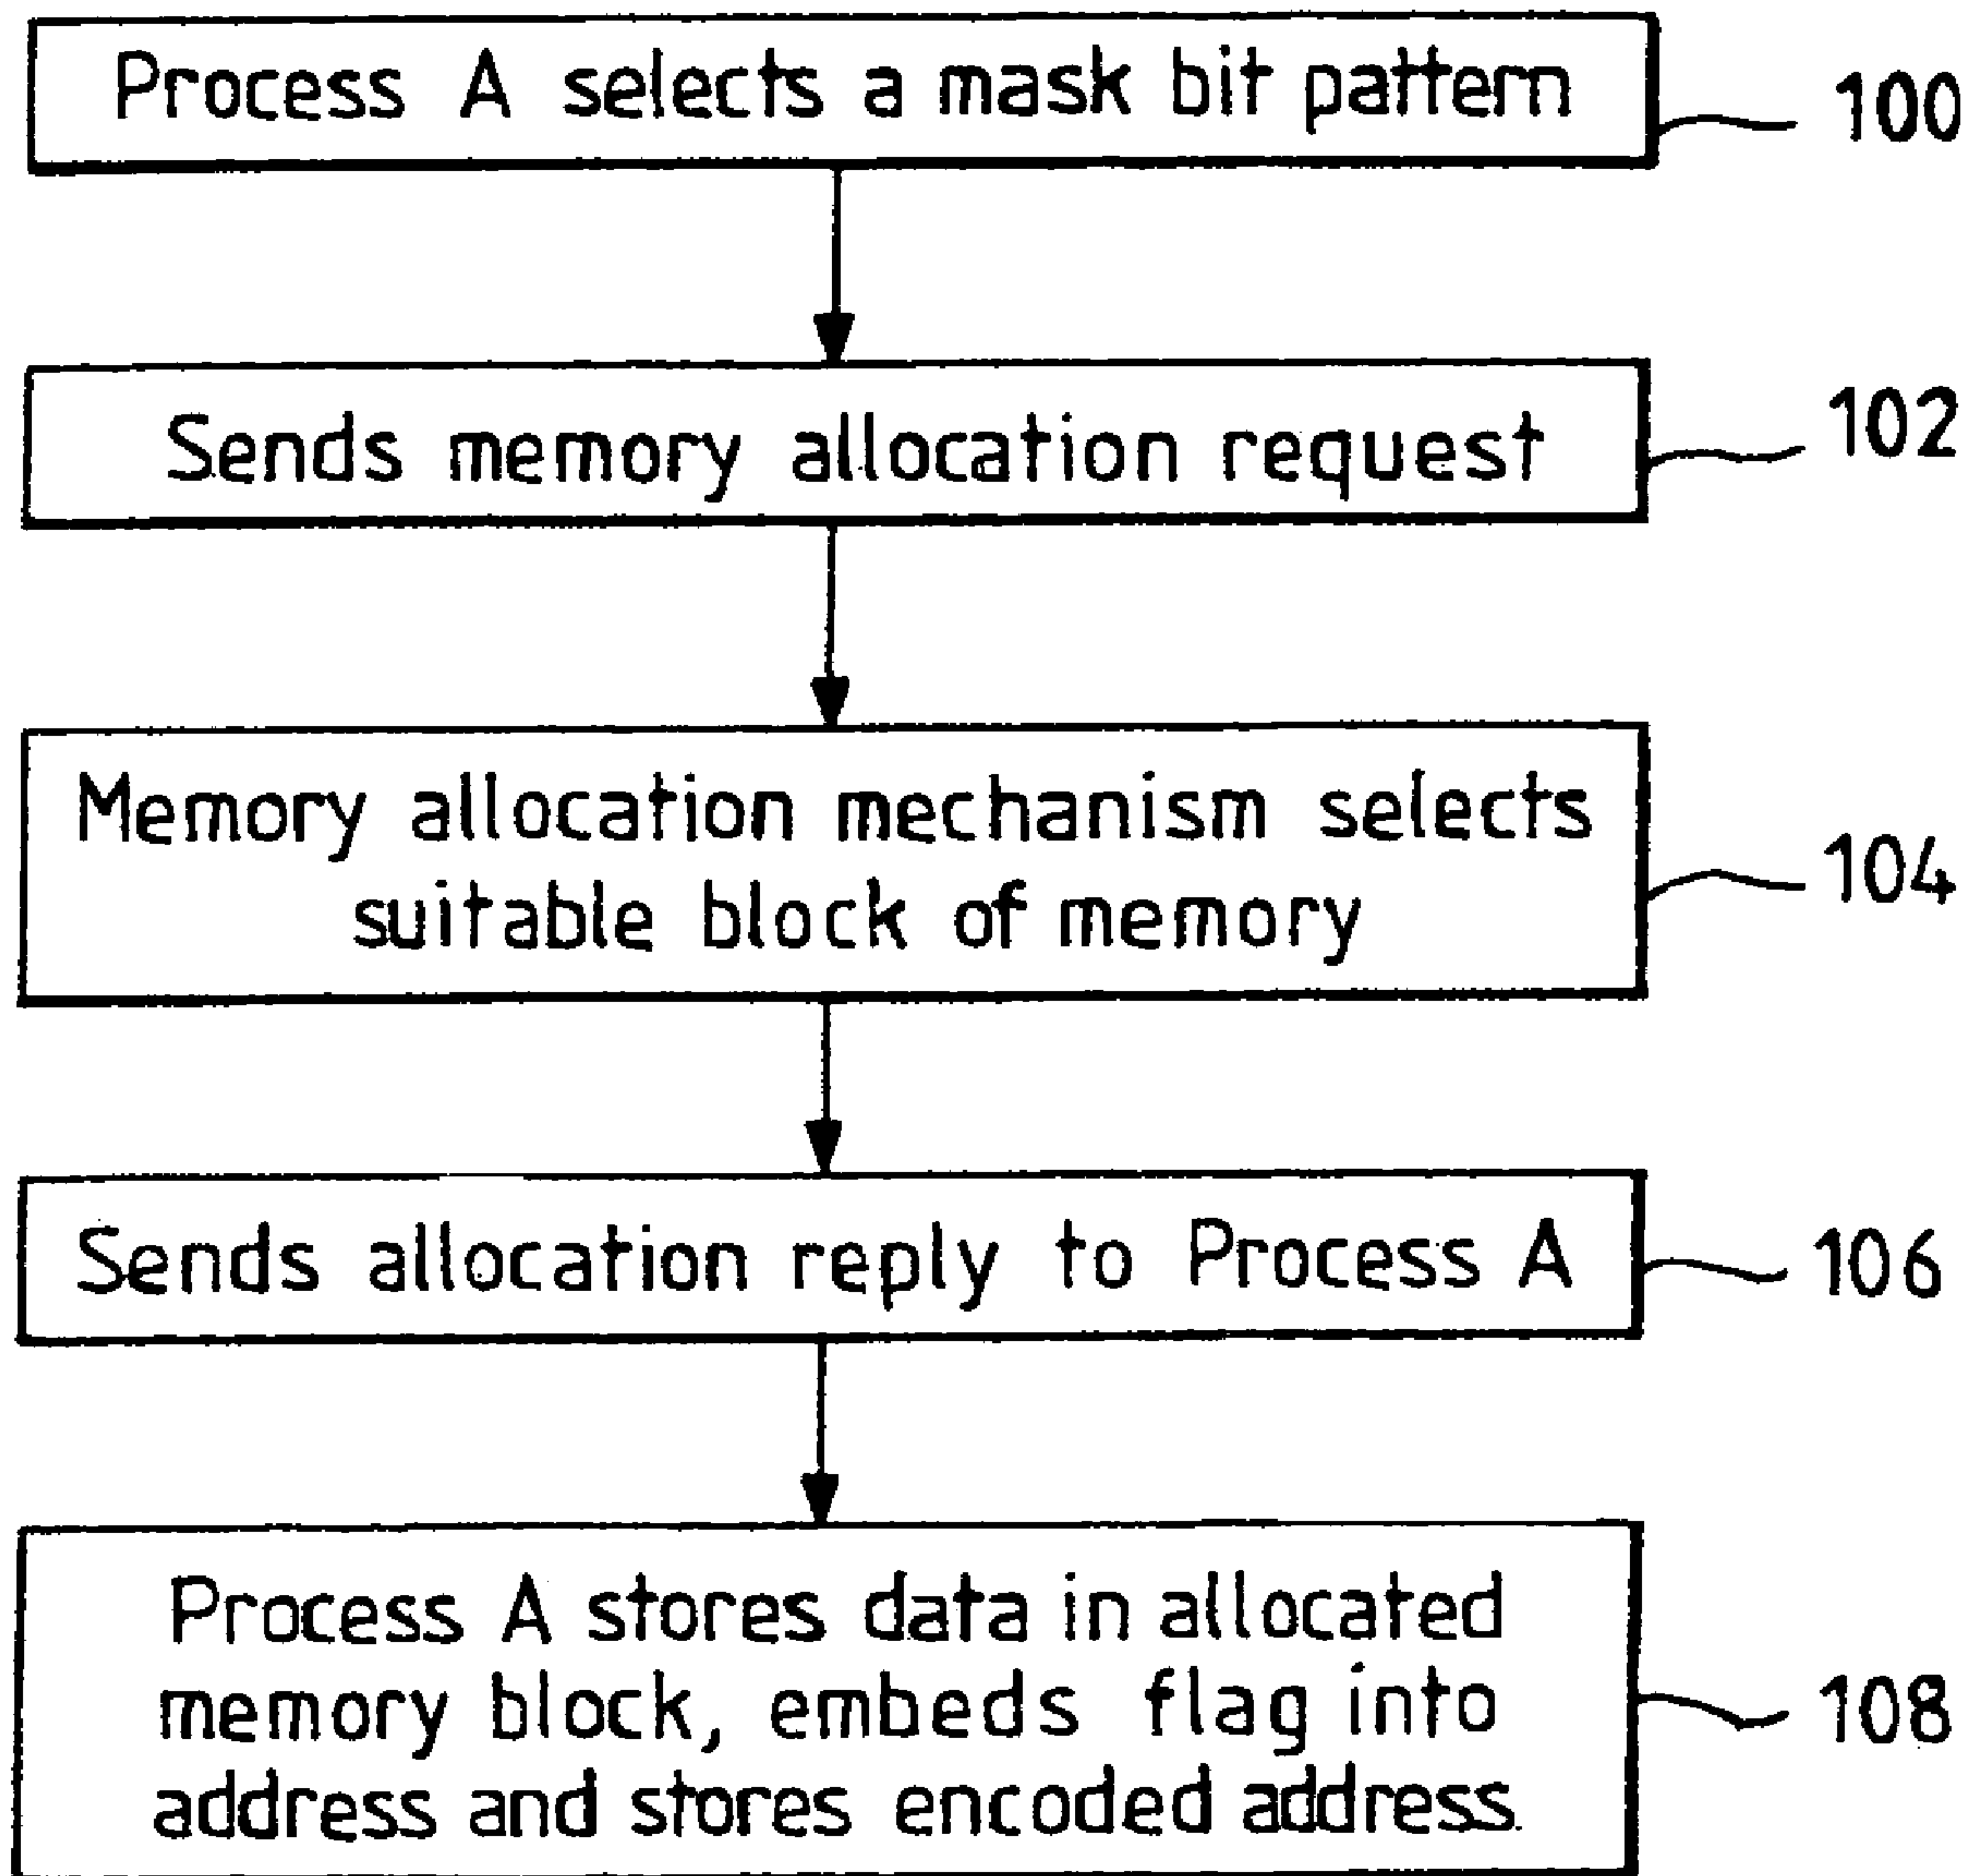 Process A selects a mask bit pattern
100
Sends memory allocation request
102
Memory allocation mechanism selects
suitable block of memory
104
Sends allocation reply to Process A
106
Process A stores data in allocated
memory block, embeds flag into
address and stores encoded address.
108